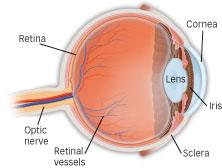 Cornea
Retina
Lens
Iris
Optic
nerve
Retinal
vessels
Sclera